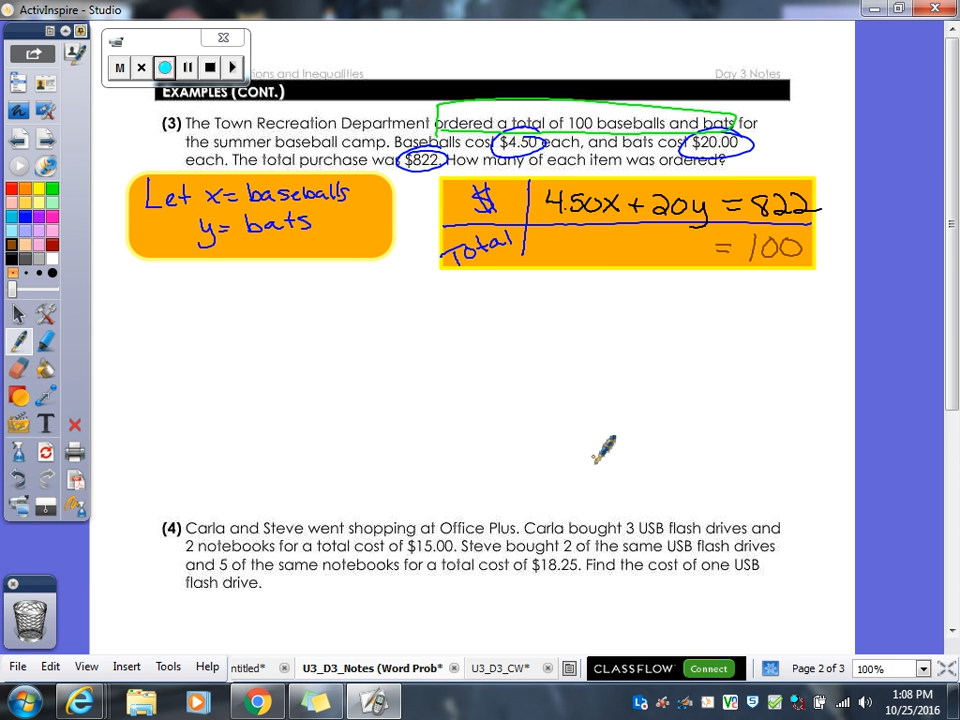 ActivInspire - Studio
ions and Inequalities
Day 3 Notes
M
EXAMPLES (CONT.)
(3) The Town Recreation Department ordered a total of 100 baseballs and bats for
the summer baseball camp. Baseballs cost $4.50 each, and bats cost $20.00
each. The total purchase was $822. How many of each item was ordered?
Let x = baseballs
y = bats
$ 4.50x + 20y = 822
Total = 100
(4) Carla and Steve went shopping at Office Plus. Carla bought 3 USB flash drives and
2 notebooks for a total cost of $15.00. Steve bought 2 of the same USB flash drives
and 5 of the same notebooks for a total cost of $18.25. Find the cost of one USB
flash drive.
File Edit View Insert Tools Help
ntitled* U3_D3_Notes (Word Prob* U3_D3_CW* CLASSFLOW Connect Page 2 of 3 100%
1:08 PM
10/25/2016